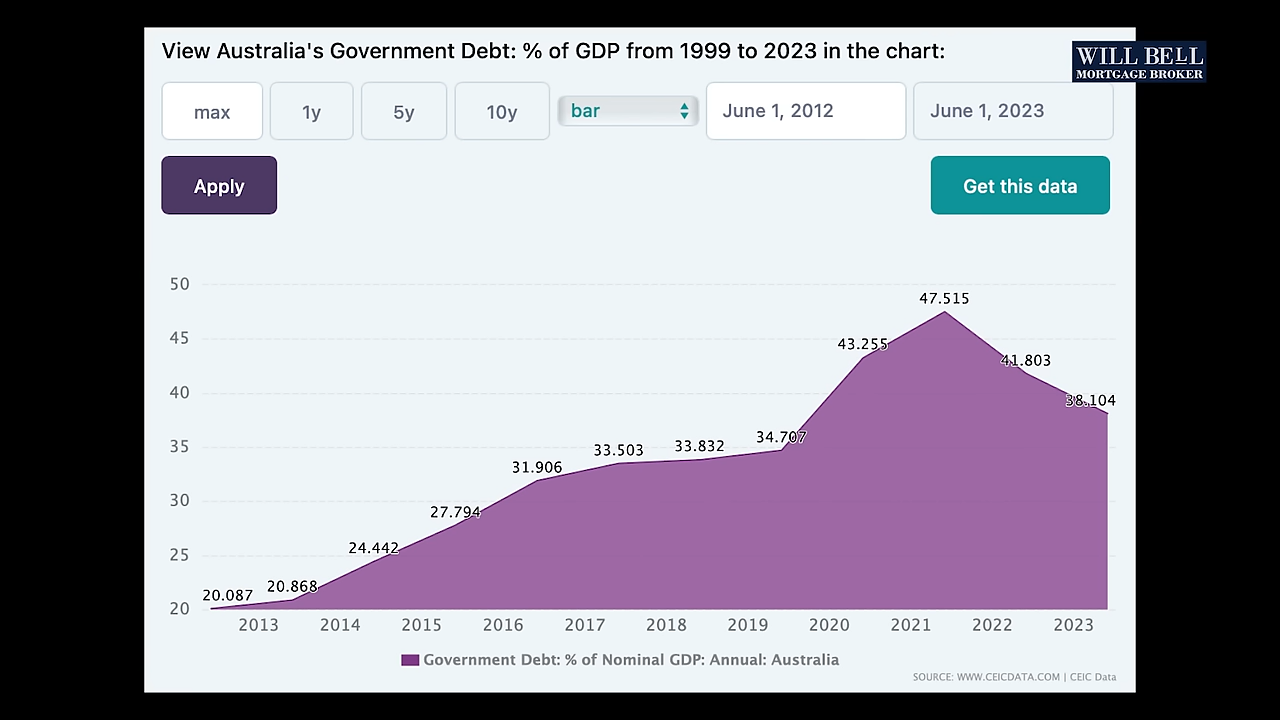 View Australia's Government Debt: % of GDP from 1999 to 2023 in the chart:
WILL BELL
MORTGAGE BROKER
max
1y
5y
10y
bar
June 1, 2012
June 1, 2023
Apply
Get this data
50
45
40
35
30
25
20
20.087
20.868
24.442
27.794
31.906
33.503
33.832
34.707
43.255
47.515
41.803
38.104
2013 2014 2015 2016 2017 2018 2019 2020 2021 2022 2023
Government Debt: % of Nominal GDP: Annual: Australia
SOURCE: WWW.CEICDATA.COM | CEIC Data